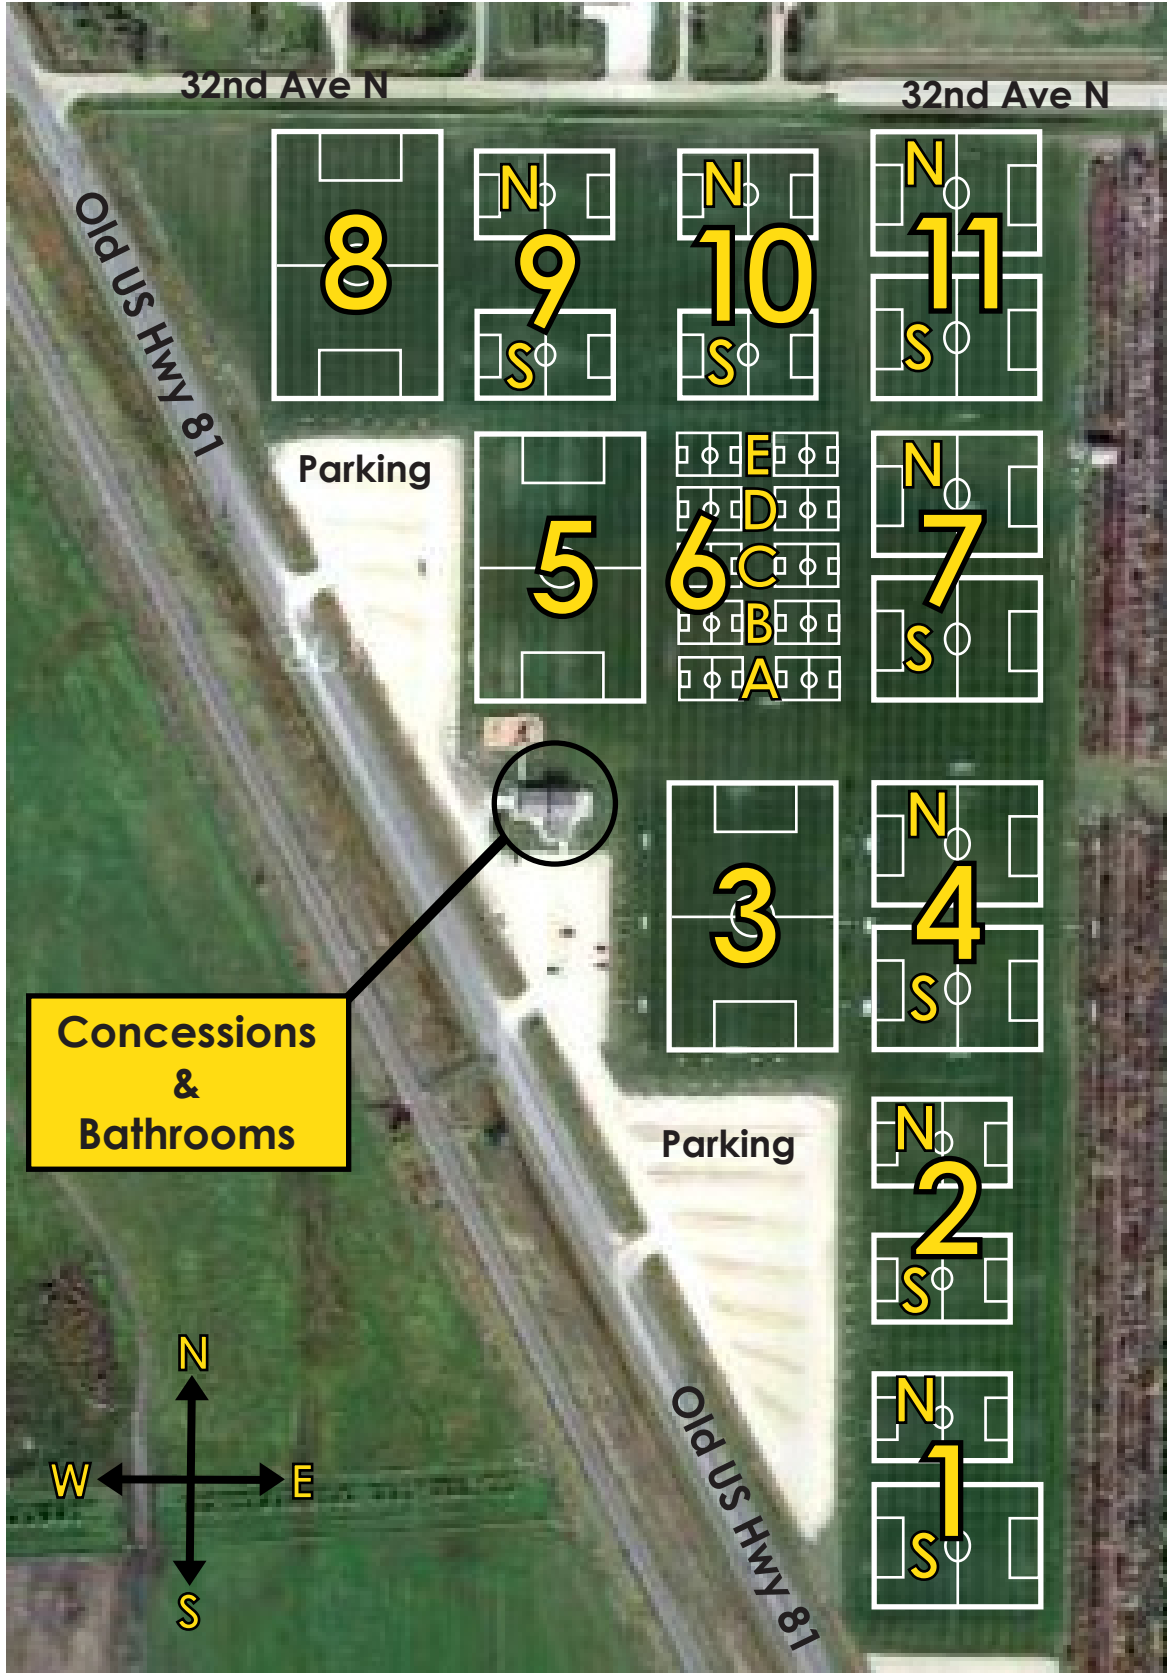 32nd Ave N
32nd Ave N
Old US Hwy 81
8
N
9
S
N
10
S
N
11
S
Parking
5
6
E
D
C
B
A
N
7
S
3
N
4
S
Concessions
&
Bathrooms
Parking
N
2
S
N
1
S
Old US Hwy 81
N
W
E
S